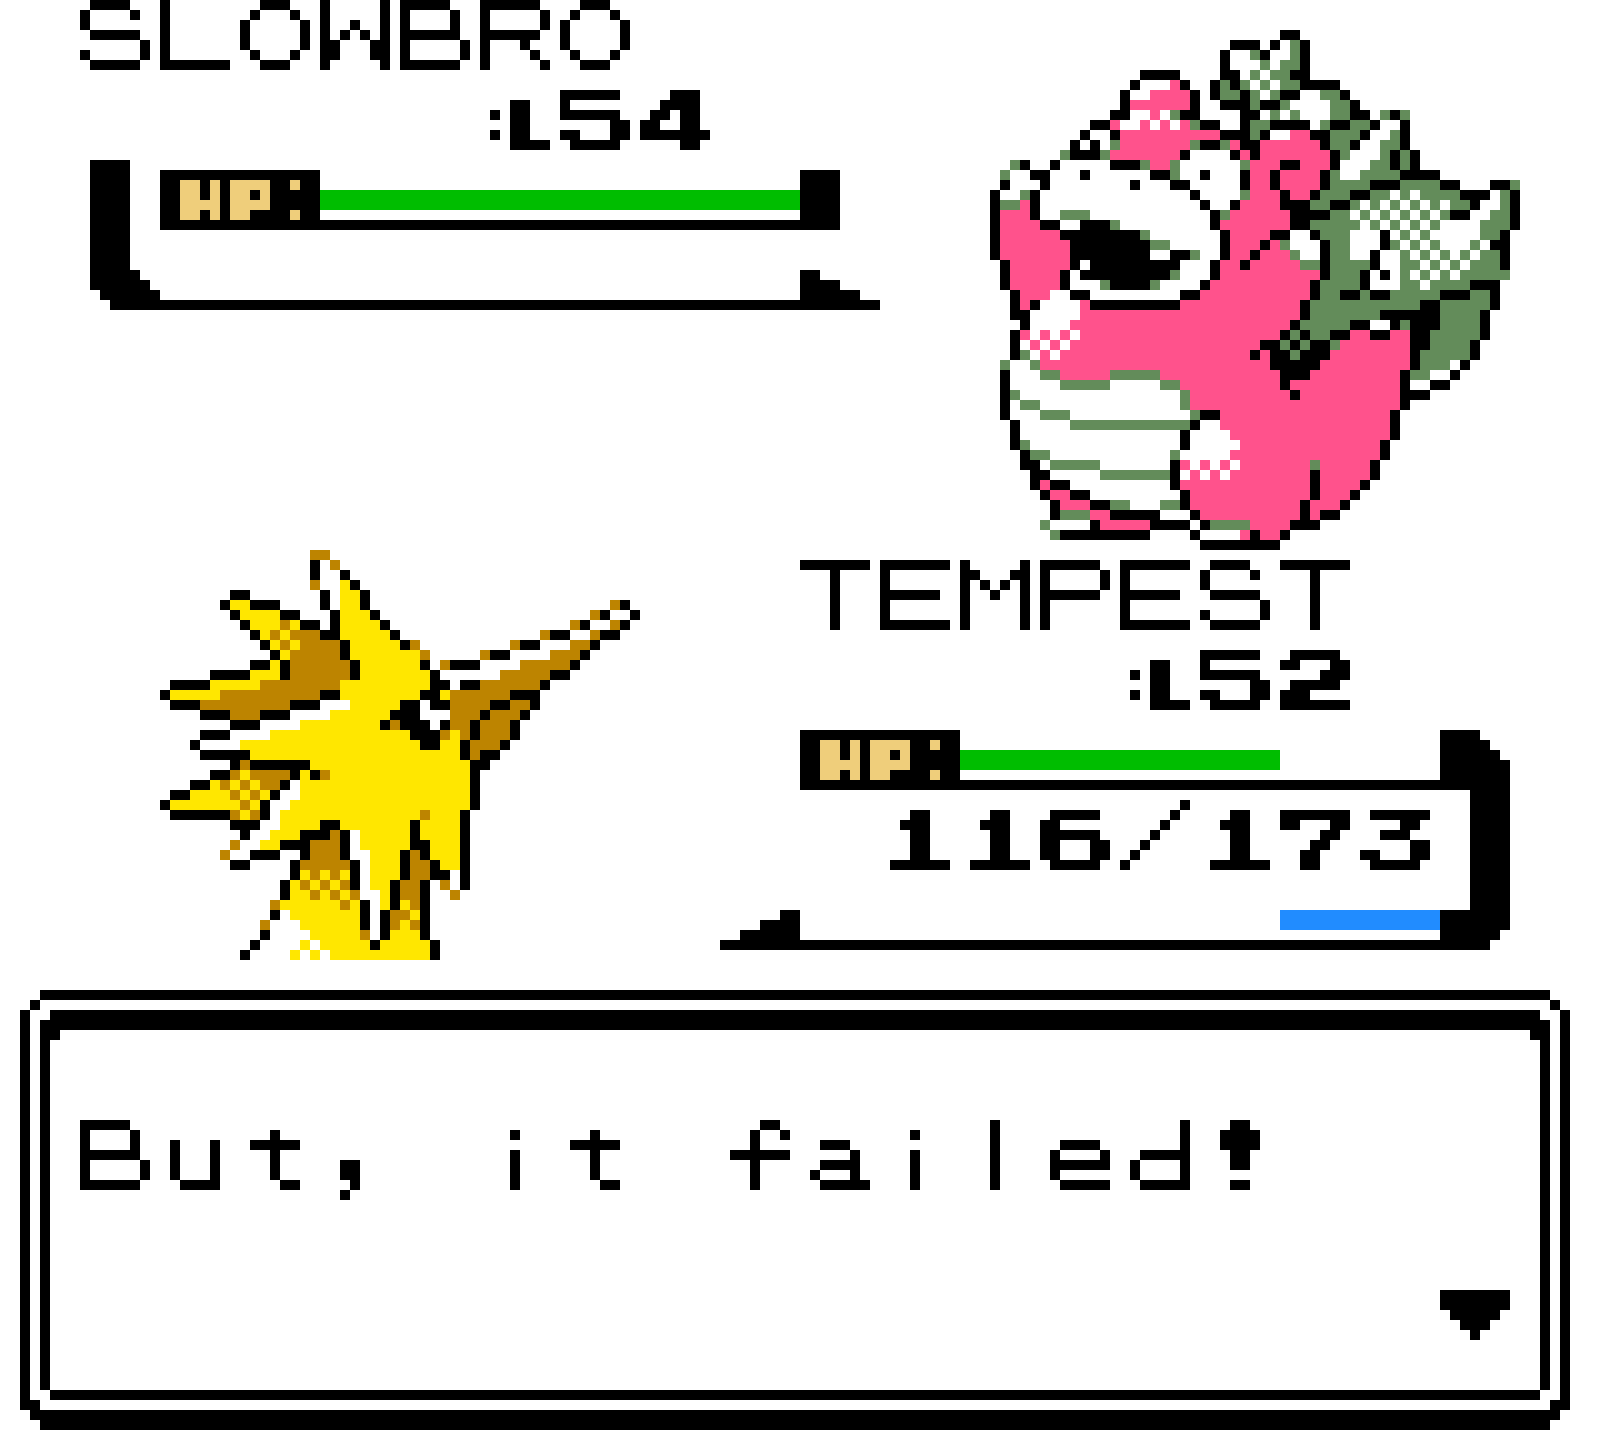 SLOWBRO
:L54
HP:
TEMPEST
:L52
HP:
116/173
But, it failed!